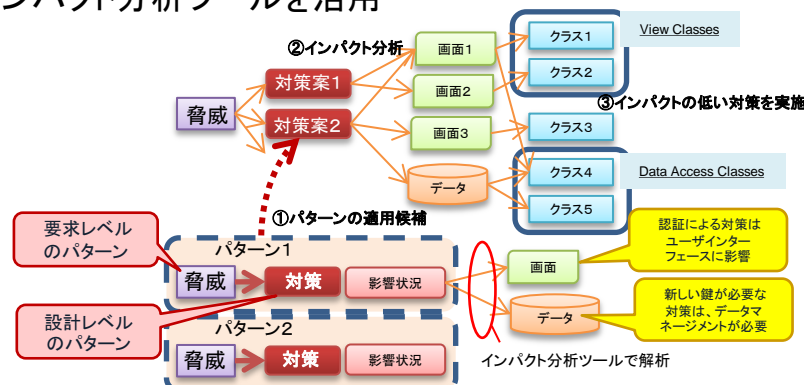 ンパクト分析ツールを活用
②インパクト分析
画面1
クラス1
View Classes
対策案1
画面2
クラス2
脅威
③インパクトの低い対策を実施
対策案2
画面3
クラス3
データ
クラス4
Data Access Classes
クラス5
①パターンの適用候補
要求レベル
のパターン
パターン1
脅威
対策
影響状況
画面
認証による対策は
ユーザインター
フェースに影響
設計レベル
のパターン
データ
新しい鍵が必要な
対策は、データマ
ネージメントが必要
パターン2
脅威
対策
影響状況
インパクト分析ツールで解析